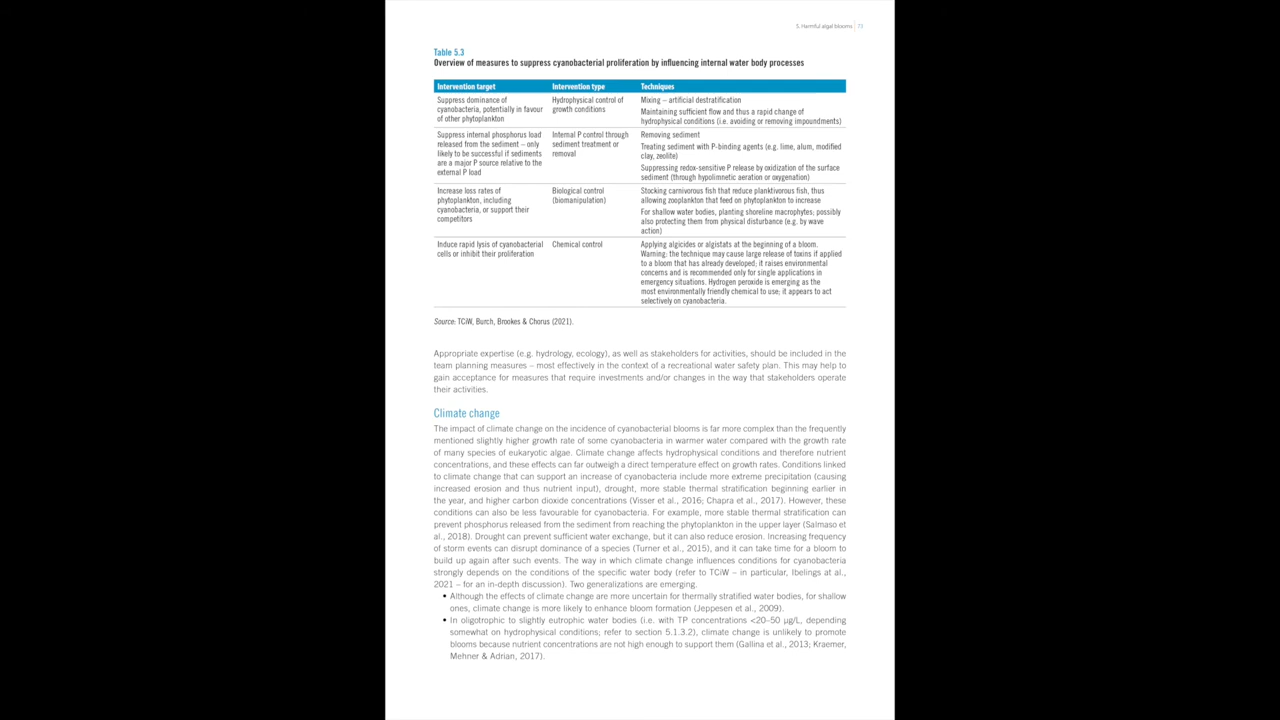 5. Harmful algal blooms 73
Table 5.3
Overview of measures to suppress cyanobacterial proliferation by influencing internal water body processes
Intervention target Intervention type Techniques
Suppress dominance of
cyanobacteria, potentially in favour
of other phytoplankton
Hydrophysical control of
growth conditions
Mixing – artificial destratification
Maintaining sufficient flow and thus a rapid change of
hydrophysical conditions (i.e. avoiding or removing impoundments)
Suppress internal phosphorus load
released from the sediment – only
likely to be successful if sediments
are a major P source relative to the
external P load
Internal P control through
sediment treatment or
removal
Removing sediment
Treating sediment with P-binding agents (e.g. lime, alum, modified
clay, zeolite)
Suppressing redox-sensitive P release by oxidization of the surface
sediment (through hypolimnetic aeration or oxygenation)
Increase loss rates of
phytoplankton, including
cyanobacteria, or support their
competitors
Biological control
(biomanipulation)
Stocking carnivorous fish that reduce planktivorous fish, thus
allowing zooplankton that feed on phytoplankton to increase
For shallow water bodies, planting shoreline macrophytes; possibly
also protecting them from physical disturbance (e.g. by wave
action)
Induce rapid lysis of cyanobacterial
cells or inhibit their proliferation
Chemical control
Applying algicides or algistats at the beginning of a bloom.
Warning: the technique may cause large release of toxins if applied
to a bloom that has already developed; it raises environmental
concerns and is recommended only for single applications in
emergency situations. Hydrogen peroxide is emerging as the
most environmentally friendly chemical to use; it appears to act
selectively on cyanobacteria.
Source: TCiW, Burch, Brookes & Chorus (2021).
Appropriate expertise (e.g. hydrology, ecology), as well as stakeholders for activities, should be included in the
team planning measures – most effectively in the context of a recreational water safety plan. This may help to
gain acceptance for measures that require investments and/or changes in the way that stakeholders operate
their activities.
Climate change
The impact of climate change on the incidence of cyanobacterial blooms is far more complex than the frequently
mentioned slightly higher growth rate of some cyanobacteria in warmer water compared with the growth rate
of many species of eukaryotic algae. Climate change affects hydrophysical conditions and therefore nutrient
concentrations, and these effects can far outweigh a direct temperature effect on growth rates. Conditions linked
to climate change that can support an increase of cyanobacteria include more extreme precipitation (causing
increased erosion and thus nutrient input), drought, more stable thermal stratification beginning earlier in
the year, and higher carbon dioxide concentrations (Visser et al., 2016; Chapra et al., 2017). However, these
conditions can also be less favourable for cyanobacteria. For example, more stable thermal stratification can
prevent phosphorus released from the sediment from reaching the phytoplankton in the upper layer (Salmaso et
al., 2018). Drought can prevent sufficient water exchange, but it can also reduce erosion. Increasing frequency
of storm events can disrupt dominance of a species (Turner et al., 2015), and it can take time for a bloom to
build up again after such events. The way in which climate change influences conditions for cyanobacteria
strongly depends on the conditions of the specific water body (refer to TCiW – in particular, Ibelings at al.,
2021 – for an in-depth discussion). Two generalizations are emerging.
• Although the effects of climate change are more uncertain for thermally stratified water bodies, for shallow
ones, climate change is more likely to enhance bloom formation (Jeppesen et al., 2009).
• In oligotrophic to slightly eutrophic water bodies (i.e. with TP concentrations <20–50 µg/L, depending
somewhat on hydrophysical conditions; refer to section 5.1.3.2), climate change is unlikely to promote
blooms because nutrient concentrations are not high enough to support them (Gallina et al., 2013; Kraemer,
Mehner & Adrian, 2017).